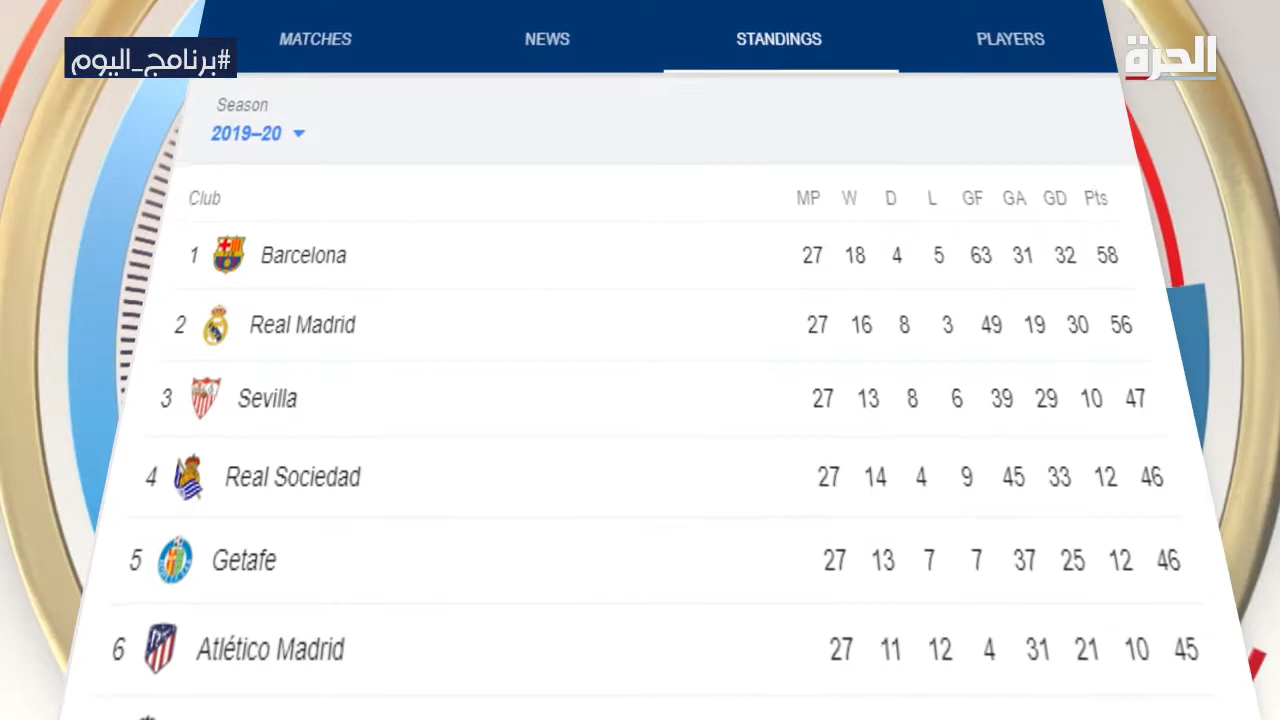 #برنامج_اليوم
الحرة
MATCHES NEWS STANDINGS PLAYERS
Season
2019–20
Club MP W D L GF GA GD Pts
1 Barcelona 27 18 4 5 63 31 32 58
2 Real Madrid 27 16 8 3 49 19 30 56
3 Sevilla 27 13 8 6 39 29 10 47
4 Real Sociedad 27 14 4 9 45 33 12 46
5 Getafe 27 13 7 7 37 25 12 46
6 Atlético Madrid 27 11 12 4 31 21 10 45